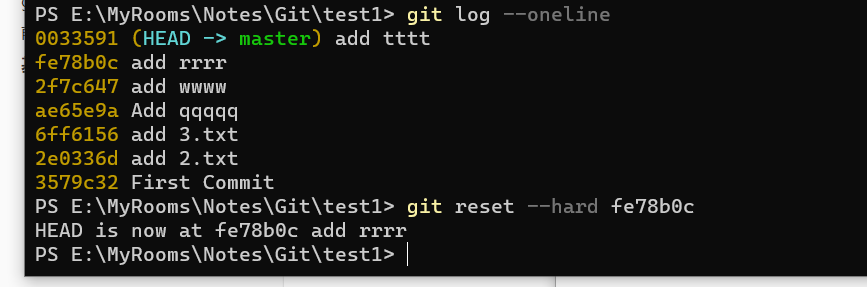 PS E:\MyRooms\Notes\Git\test1> git log --oneline
0033591 (HEAD -> master) add tttt
fe78b0c add rrrr
2f7c647 add wwww
ae65e9a Add qqqqq
6ff6156 add 3.txt
2e0336d add 2.txt
3579c32 First Commit
PS E:\MyRooms\Notes\Git\test1> git reset --hard fe78b0c
HEAD is now at fe78b0c add rrrr
PS E:\MyRooms\Notes\Git\test1>